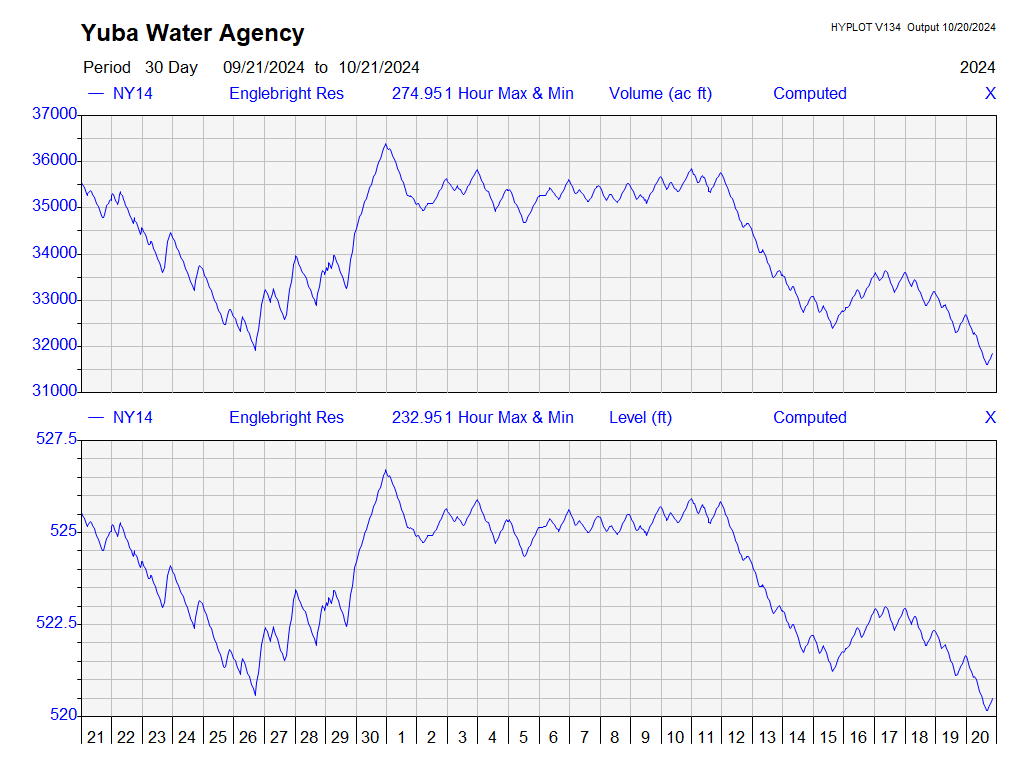 Yuba Water Agency
HYPLOT V134 Output 10/20/2024
Period 30 Day 09/21/2024 to 10/21/2024 2024
NY14 Englebright Res 274.951 Hour Max & Min Volume (ac ft) Computed X
37000
36000
35000
34000
33000
32000
31000
NY14 Englebright Res 232.951 Hour Max & Min Level (ft) Computed X
527.5
525
522.5
520
21 22 23 24 25 26 27 28 29 30 1 2 3 4 5 6 7 8 9 10 11 12 13 14 15 16 17 18 19 20